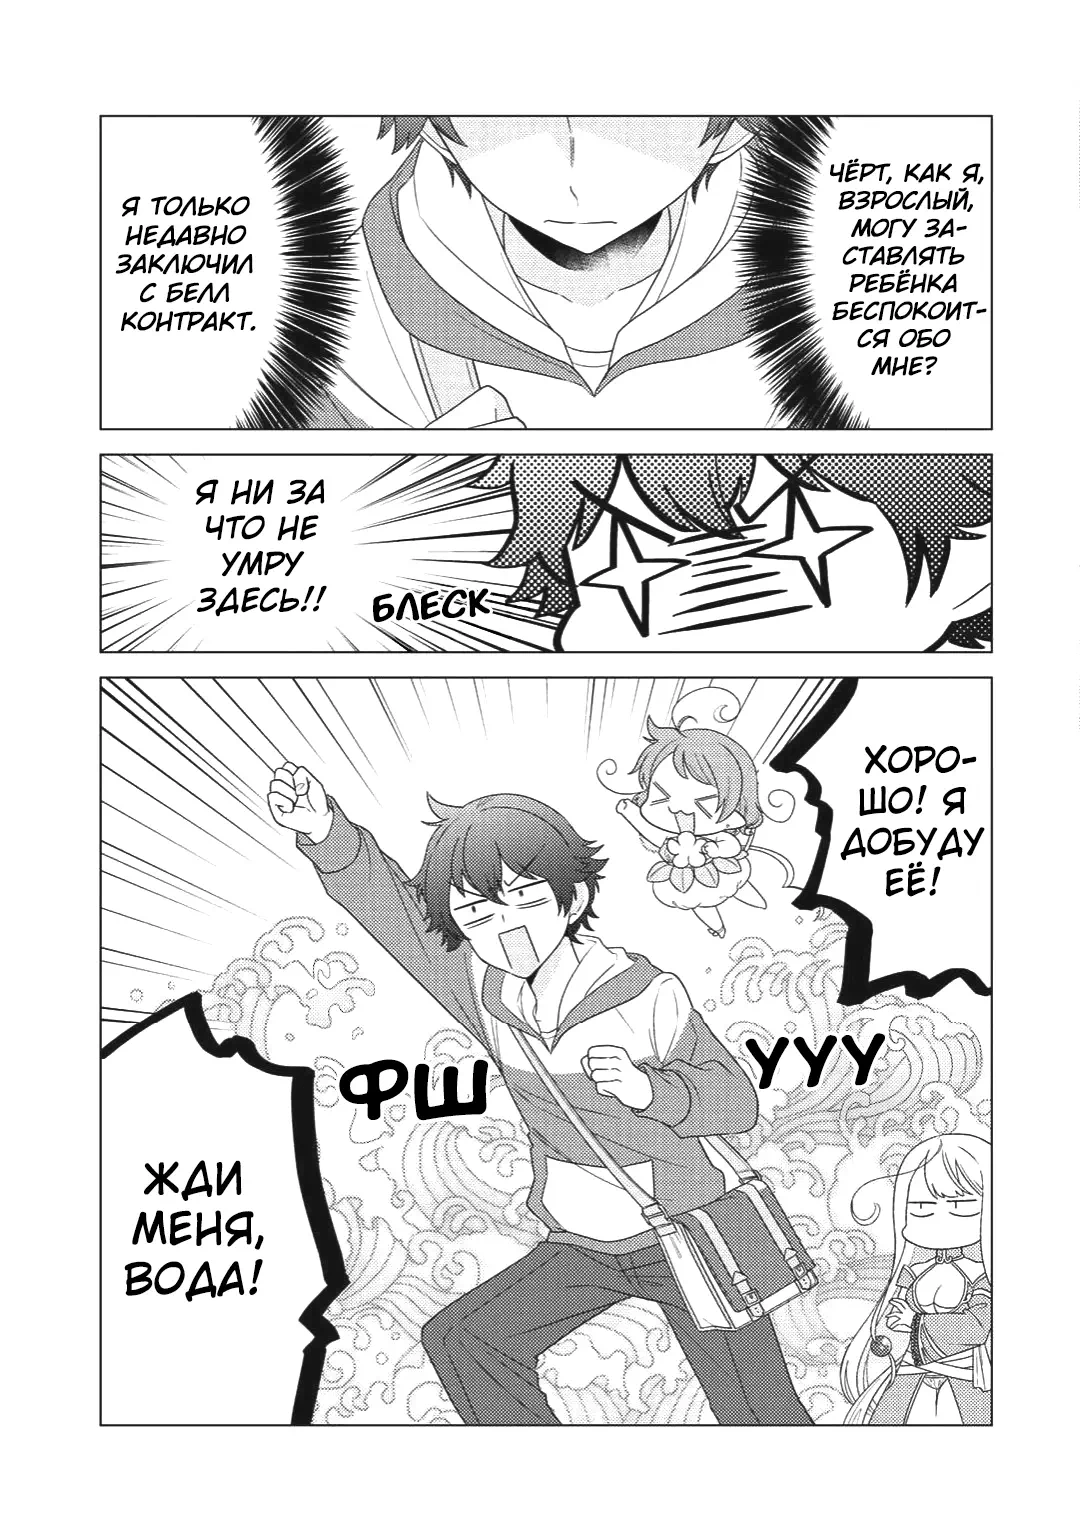 ЧЁРТ, КАК Я,
ВЗРОСЛЫЙ,
МОГУ ЗА-
СТАВЛЯТЬ
РЕБЁНКА
БЕСПОКОИТ-
СЯ ОБО
МНЕ?
Я ТОЛЬКО
НЕДАВНО
ЗАКЛЮЧИЛ
С БЕЛЛ
КОНТРАКТ.
Я НИ ЗА
ЧТО НЕ
УМРУ
ЗДЕСЬ!!
БЛЕСК
ХОРО-
ШО! Я
ДОБУДУ
ЕЁ!
ФШ
УУУ
ЖДИ
МЕНЯ,
ВОДА!